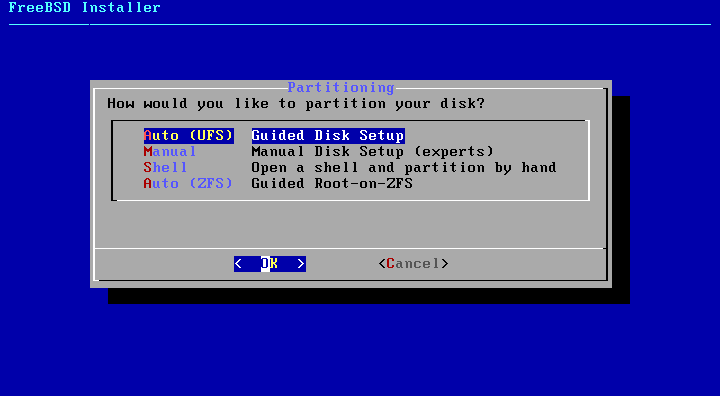 FreeBSD Installer
Partitioning
How would you like to partition your disk?
Auto (UFS) Guided Disk Setup
Manual Manual Disk Setup (experts)
Shell Open a shell and partition by hand
Auto (ZFS) Guided Root-on-ZFS
< OK > <Cancel>